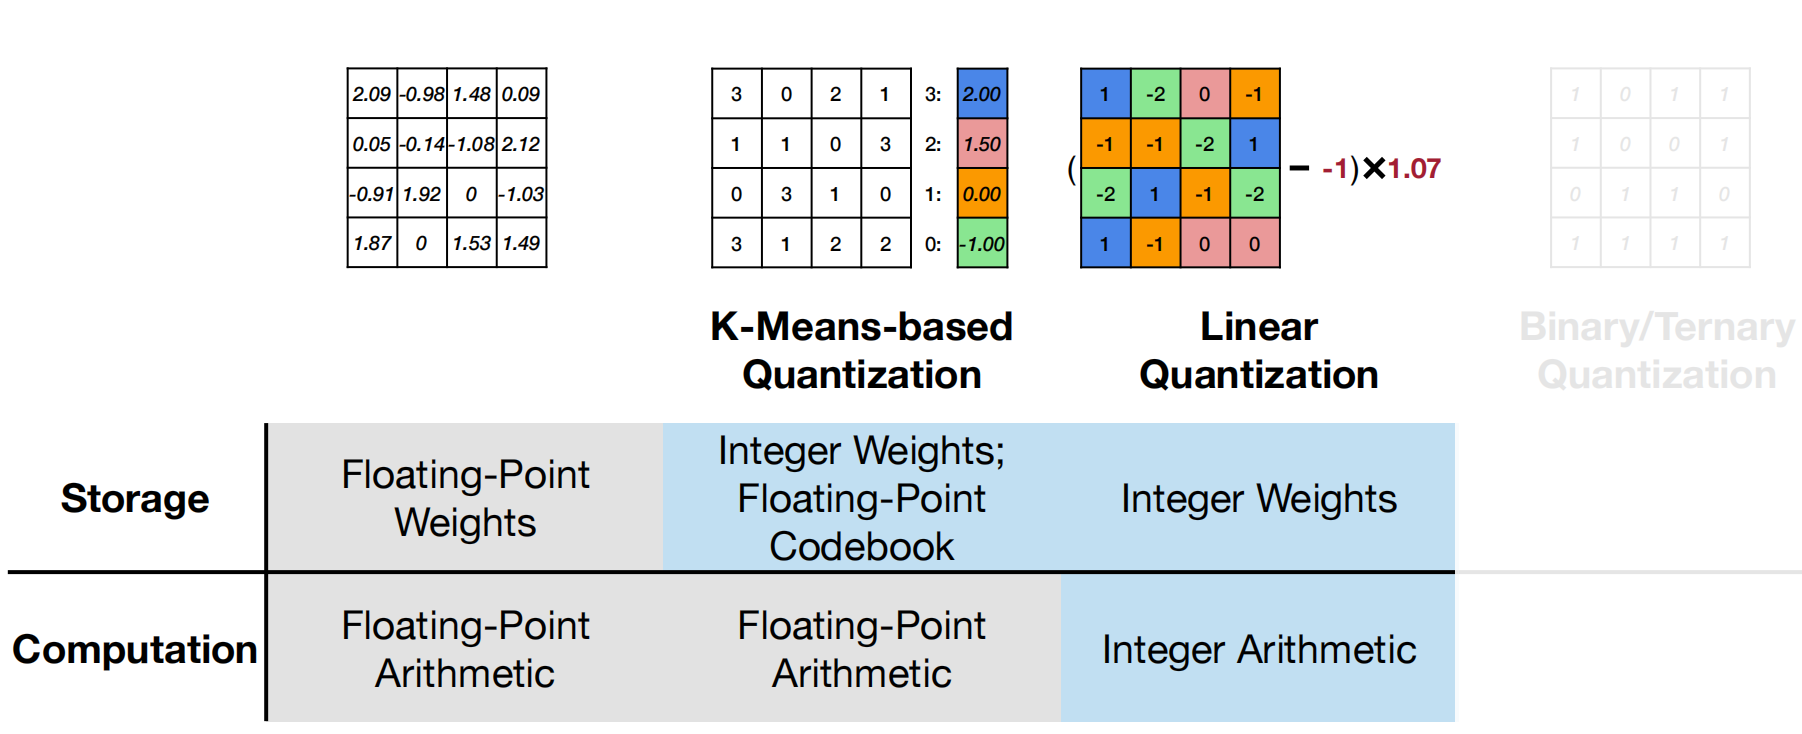 2.09 -0.98 1.48 0.09
0.05 -0.14 -1.08 2.12
-0.91 1.92 0 -1.03
1.87 0 1.53 1.49
3 0 2 1 3: 2.00
1 1 0 3 2: 1.50
0 3 1 0 1: 0.00
3 1 2 2 0: -1.00
K-Means-based
Quantization
1 -2 0 -1
-1 -1 -2 1
( − -1) × 1.07
-2 1 -1 -2
1 -1 0 0
Linear
Quantization
1 0 1 1
1 0 0 1
0 1 1 0
1 1 1 1
Binary/Ternary
Quantization
Storage
Floating-Point
Weights
Integer Weights;
Floating-Point
Codebook
Integer Weights
Computation
Floating-Point
Arithmetic
Floating-Point
Arithmetic
Integer Arithmetic